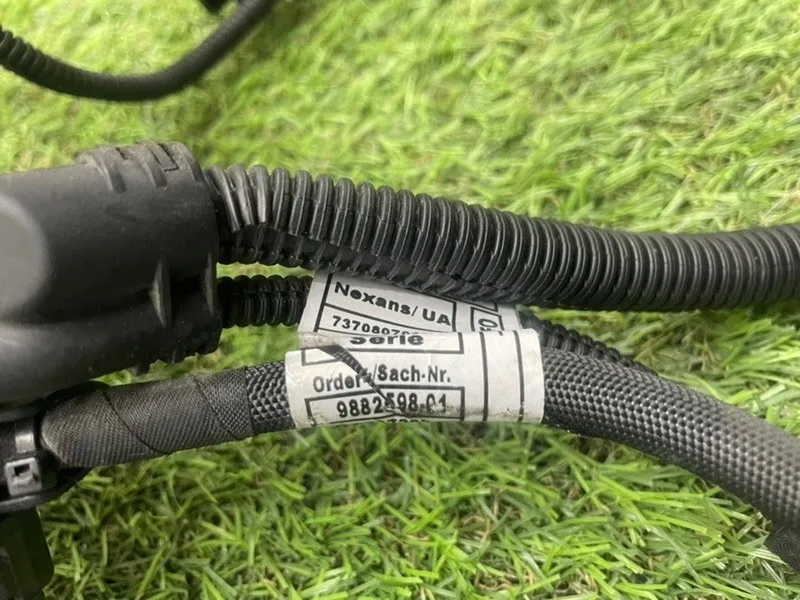 Nexans/ UA
Serie
Order-/Sach-Nr.
9882598-01